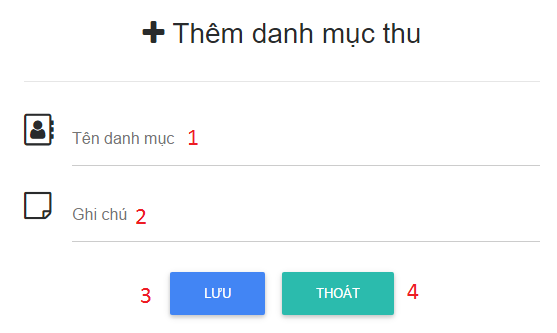 Thêm danh mục thu
Tên danh mục 1
Ghi chú 2
3 LƯU THOÁT 4